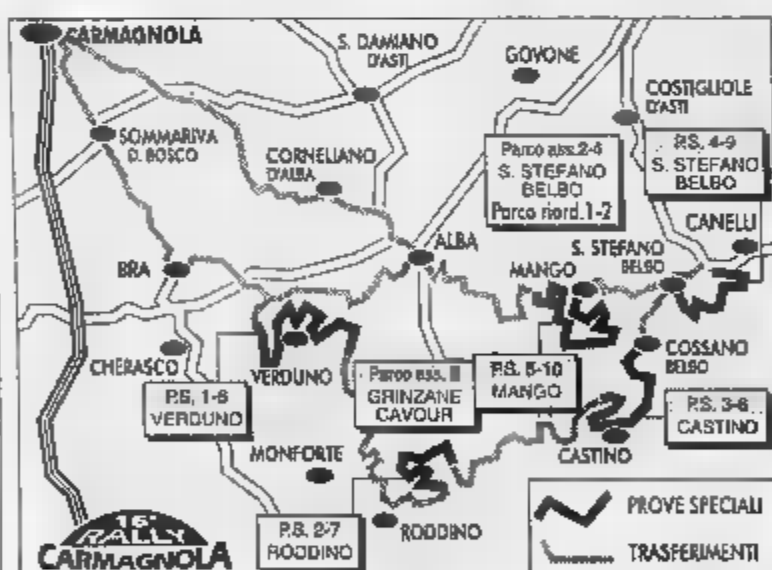 CARMAGNOLA
S. DAMIANO
D'ASTI
GOVONE
COSTIGLIOLE
D'ASTI
SOMMARIVA
D. BOSCO
CORNELIANO
D'ALBA
Parco ass. 2-4
S. STEFANO
BELBO
Parco riord. 1-2
P.S. 4-9
S. STEFANO
BELBO
CANELLI
BRA
ALBA
MANGO
S. STEFANO
BELBO
CHERASCO
VERDUNO
COSSANO
BELBO
P.S. 1-6
VERDUNO
Parco ass.
GRINZANE
CAVOUR
P.S. 5-10
MANGO
P.S. 3-8
CASTINO
MONFORTE
CASTINO
P.S. 2-7
RODDINO
RODDINO
PROVE SPECIALI
TRASFERIMENTI
16°
RALLY
CARMAGNOLA